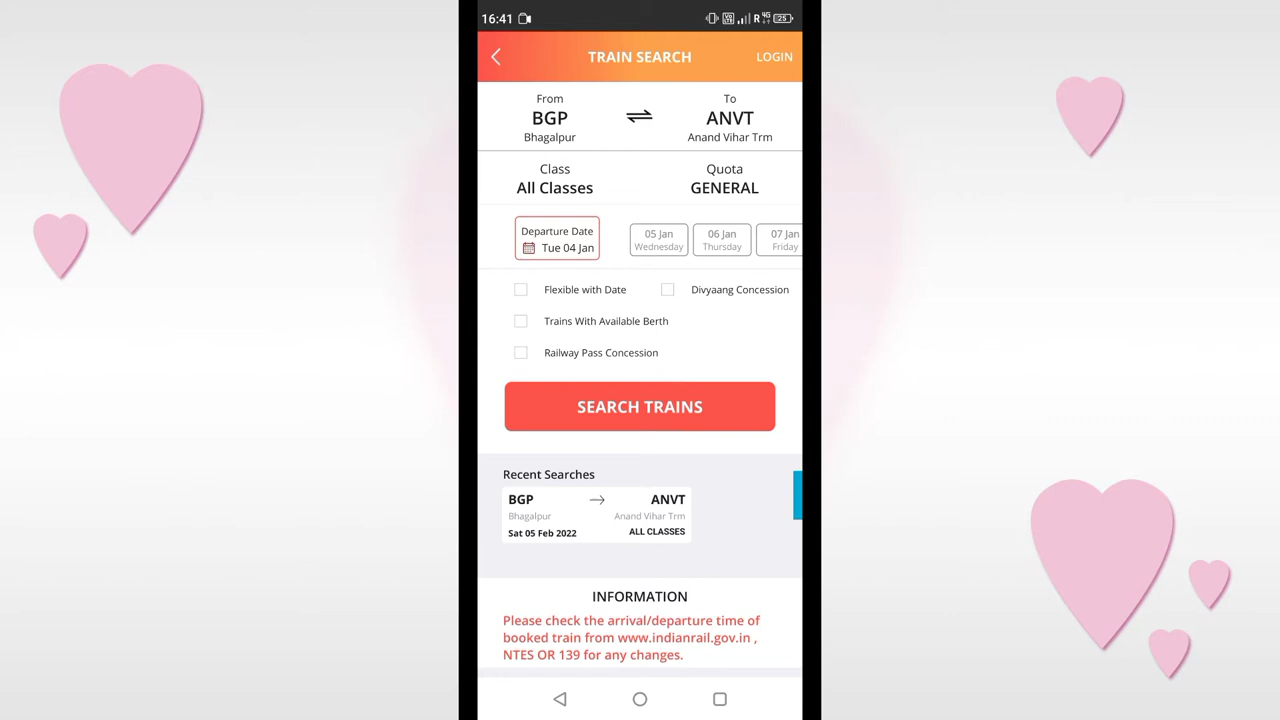 16:41
R 4G 25
TRAIN SEARCH
LOGIN
From
BGP
Bhagalpur
To
ANVT
Anand Vihar Trm
Class
All Classes
Quota
GENERAL
Departure Date
Tue 04 Jan
05 Jan
Wednesday
06 Jan
Thursday
07 Jan
Friday
Flexible with Date
Divyaang Concession
Trains With Available Berth
Railway Pass Concession
SEARCH TRAINS
Recent Searches
BGP
ANVT
Bhagalpur
Anand Vihar Trm
Sat 05 Feb 2022
ALL CLASSES
INFORMATION
Please check the arrival/departure time of
booked train from www.indianrail.gov.in ,
NTES OR 139 for any changes.